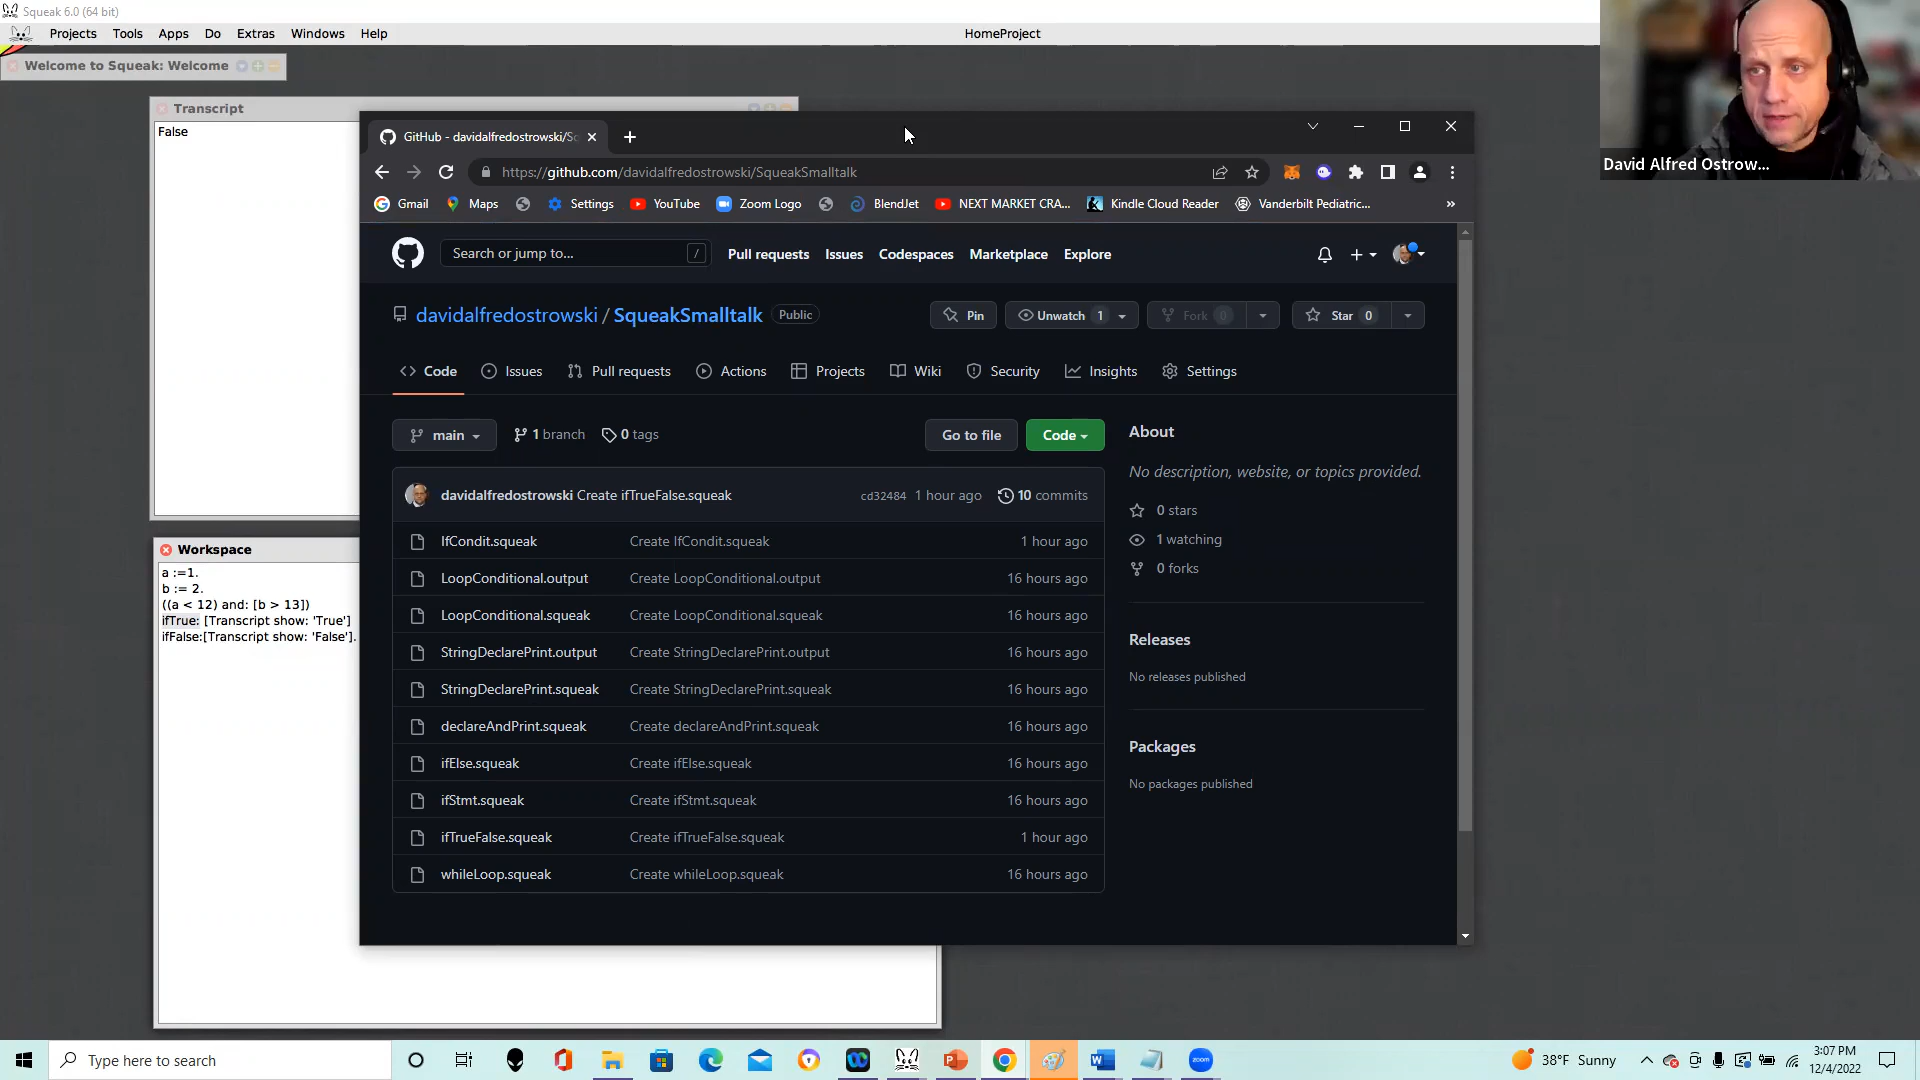 Squeak 6.0 (64 bit)
Projects Tools Apps Do Extras Windows Help HomeProject
Welcome to Squeak: Welcome
Transcript
False
GitHub - davidalfredostrowski/Sq
https://github.com/davidalfredostrowski/SqueakSmalltalk
Gmail Maps Settings YouTube Zoom Logo BlendJet NEXT MARKET CRA... Kindle Cloud Reader Vanderbilt Pediatric... »
David Alfred Ostrow...
Search or jump to... / Pull requests Issues Codespaces Marketplace Explore
davidalfredostrowski / SqueakSmalltalk Public Pin Unwatch 1 Fork 0 Star 0
Code Issues Pull requests Actions Projects Wiki Security Insights Settings
main 1 branch 0 tags Go to file Code
davidalfredostrowski Create ifTrueFalse.squeak cd32484 1 hour ago 10 commits
IfCondit.squeak Create IfCondit.squeak 1 hour ago
LoopConditional.output Create LoopConditional.output 16 hours ago
LoopConditional.squeak Create LoopConditional.squeak 16 hours ago
StringDeclarePrint.output Create StringDeclarePrint.output 16 hours ago
StringDeclarePrint.squeak Create StringDeclarePrint.squeak 16 hours ago
declareAndPrint.squeak Create declareAndPrint.squeak 16 hours ago
ifElse.squeak Create ifElse.squeak 16 hours ago
ifStmt.squeak Create ifStmt.squeak 16 hours ago
ifTrueFalse.squeak Create ifTrueFalse.squeak 1 hour ago
whileLoop.squeak Create whileLoop.squeak 16 hours ago
About
No description, website, or topics provided.
0 stars
1 watching
0 forks
Releases
No releases published
Packages
No packages published
Workspace
a :=1.
b := 2.
((a < 12) and: [b > 13])
ifTrue: [Transcript show: 'True']
ifFalse:[Transcript show: 'False'].
Type here to search
zoom
38°F Sunny
3:07 PM
12/4/2022